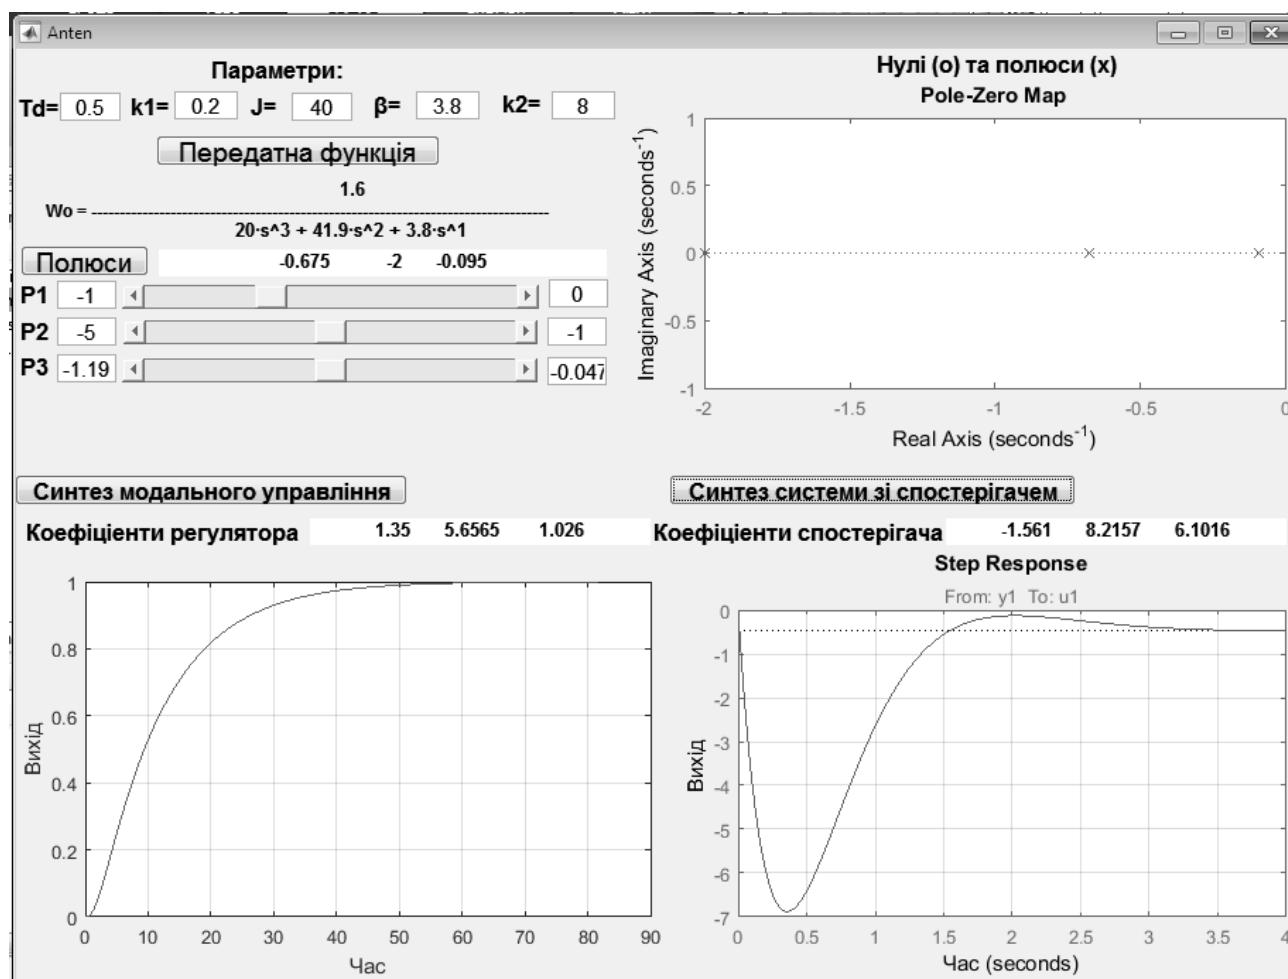 Anten
Параметри:
Td= 0.5 k1= 0.2 J= 40 β= 3.8 k2= 8
Передатна функція
1.6
Wo = ------------------------------------------------------------------------------
20·s^3 + 41.9·s^2 + 3.8·s^1
Полюси -0.675 -2 -0.095
P1 -1 0
P2 -5 -1
P3 -1.19 -0.047
Нулі (о) та полюси (х)
Pole-Zero Map
Imaginary Axis (seconds-1)
1
0.5
0
-0.5
-1
-2 -1.5 -1 -0.5 0
Real Axis (seconds-1)
Синтез модального управління
Коефіціенти регулятора 1.35 5.6565 1.026
Вихід
1
0.8
0.6
0.4
0.2
0
0 10 20 30 40 50 60 70 80 90
Час
Синтез системи зі спостерігачем
Коефіціенти спостерігача -1.561 8.2157 6.1016
Step Response
From: y1 To: u1
Вихід
0
-1
-2
-3
-4
-5
-6
-7
0 0.5 1 1.5 2 2.5 3 3.5 4
Час (seconds)